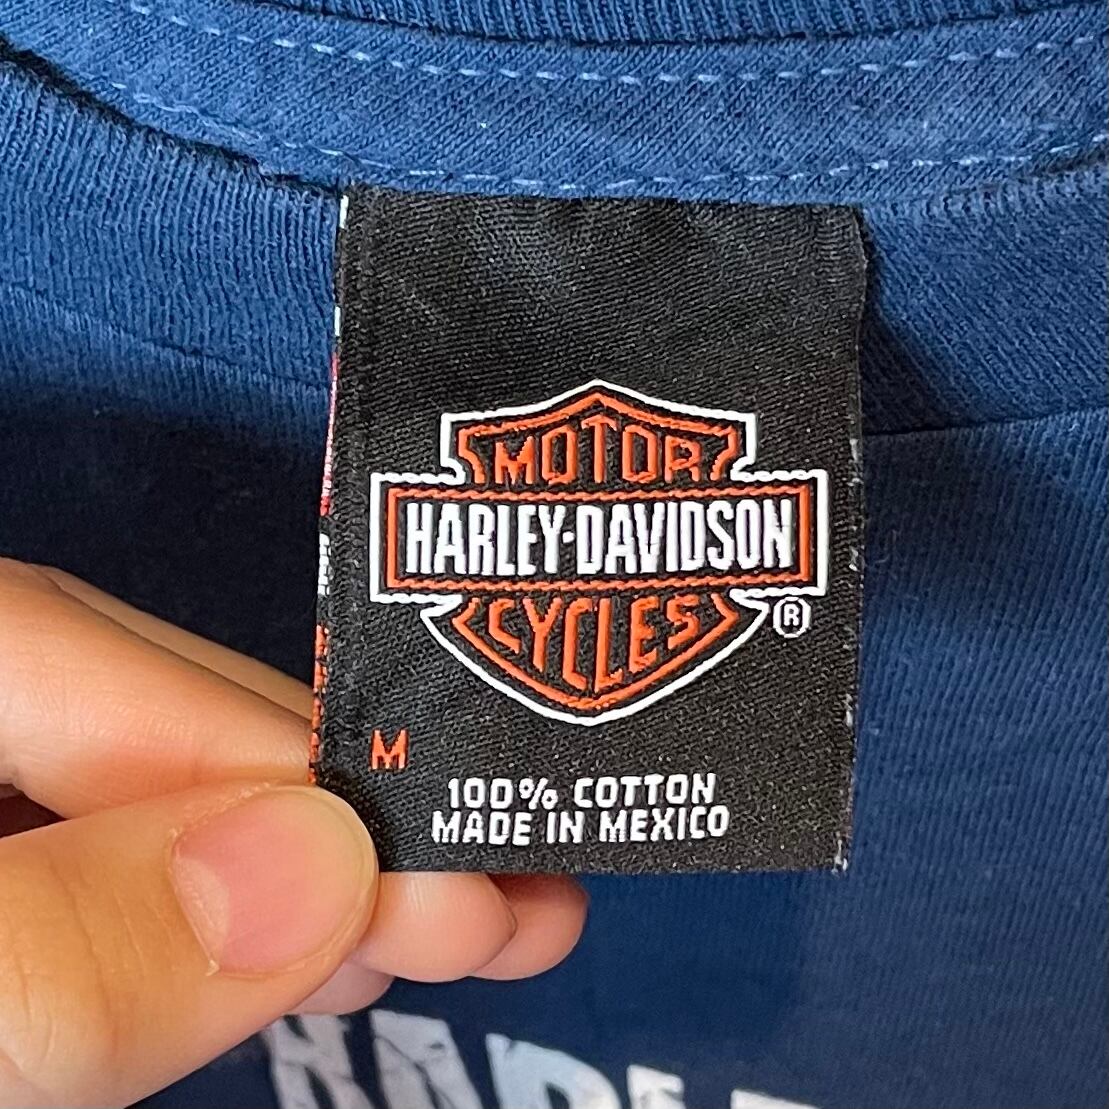 MOTOR
HARLEY-DAVIDSON
CYCLES
®
M
100% COTTON
MADE IN MEXICO